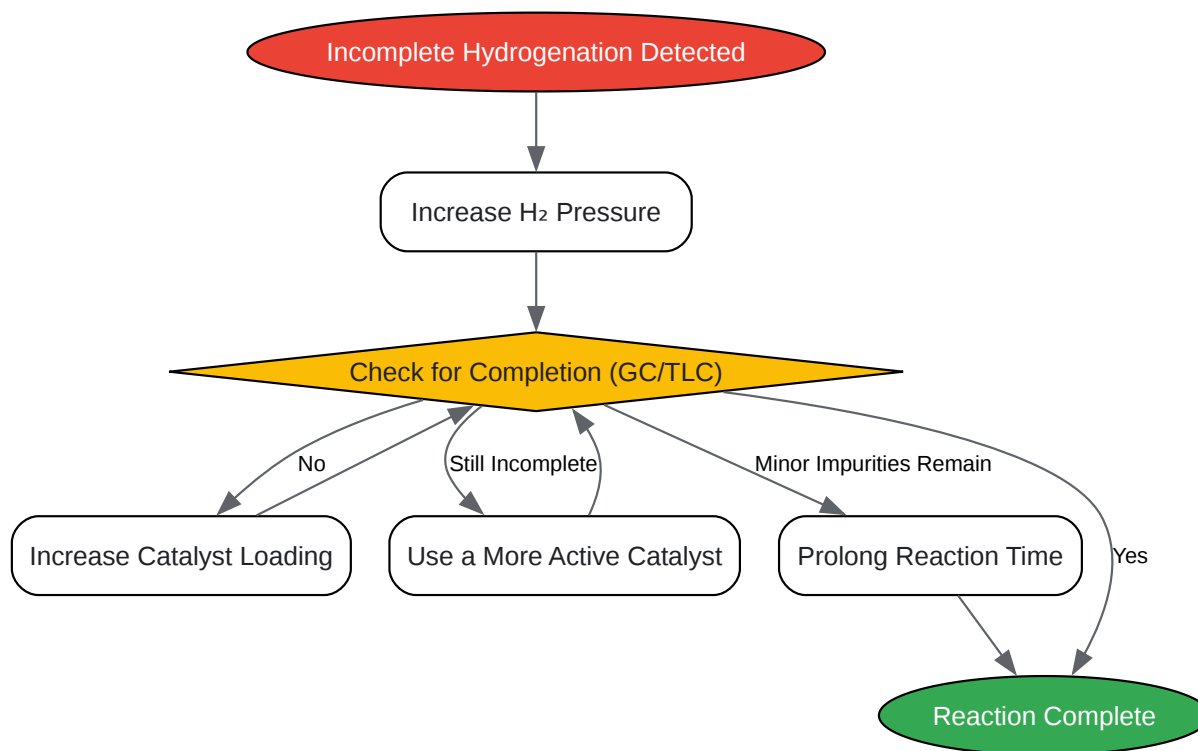 Incomplete Hydrogenation Detected
Increase H₂ Pressure
Check for Completion (GC/TLC)
No
Still Incomplete
Minor Impurities Remain
Increase Catalyst Loading
Use a More Active Catalyst
Prolong Reaction Time
Yes
Reaction Complete